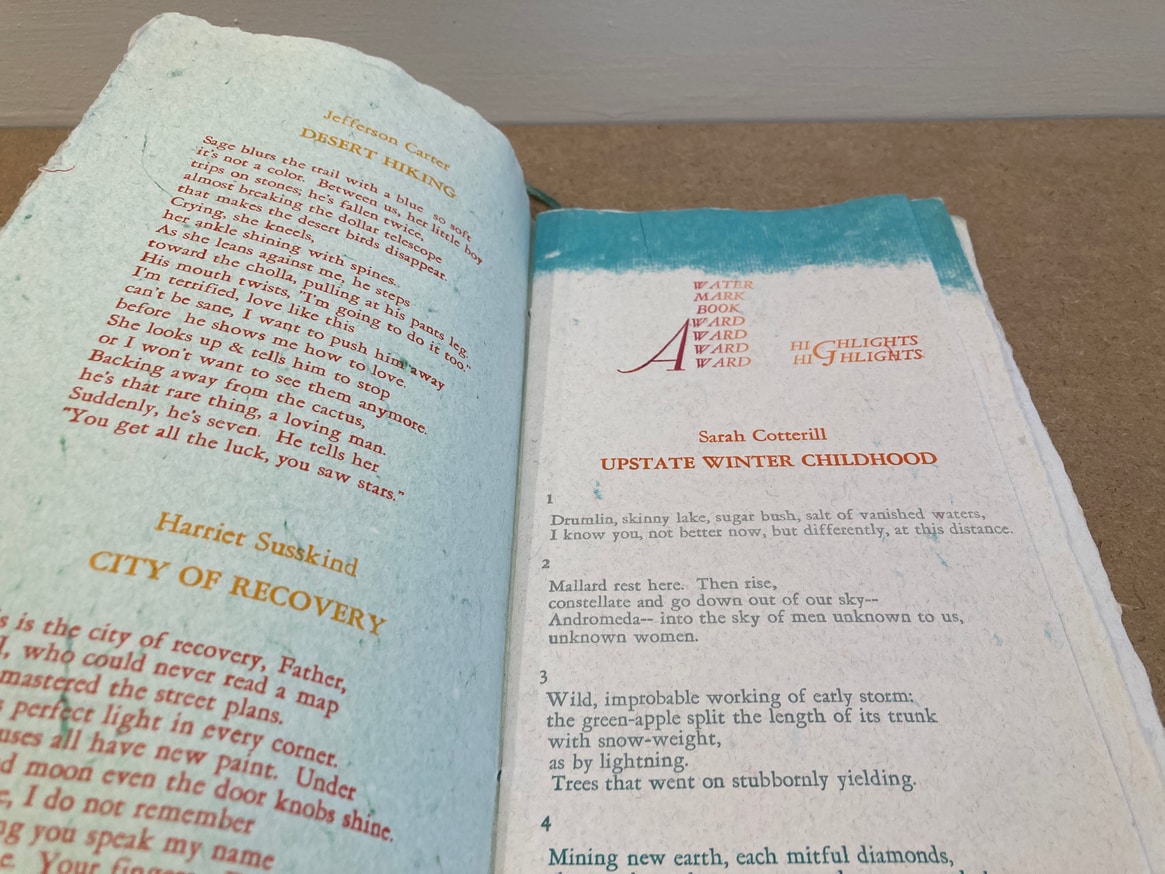 Jefferson Carter
DESERT HIKING
Sage blurs the trail with a blue, so soft
it's not a color. Between us, her little boy
trips on stones; he's fallen twice,
almost breaking the dollar telescope
that makes the desert birds disappear.
Crying, she kneels,
her ankle shining with spines.
As she leans against me, he steps
toward the cholla, pulling at his pants leg.
His mouth twists, "I'm going to do it too."
I'm terrified, love like this
can't be sane, I want to push him away
before he shows me how to love.
She looks up & tells him to stop
or I won't want to see them anymore.
Backing away from the cactus,
he's that rare thing, a loving man.
Suddenly, he's seven. He tells her
"You get all the luck, you saw stars."
Harriet Susskind
CITY OF RECOVERY
is the city of recovery, Father,
who could never read a map
mastered the street plans.
perfect light in every corner.
all have new paint. Under
moon even the door knobs shine.
I do not remember
you speak my name
Your
WATER
MARK
BOOK
AWARD
WARD
WARD
WARD
HIGHLIGHTS
HIGHLIGHTS
Sarah Cotterill
UPSTATE WINTER CHILDHOOD
1
Drumlin, skinny lake, sugar bush, salt of vanished waters,
I know you, not better now, but differently, at this distance.
2
Mallard rest here. Then rise,
constellate and go down out of our sky--
Andromeda-- into the sky of men unknown to us,
unknown women.
3
Wild, improbable working of early storm:
the green-apple split the length of its trunk
with snow-weight,
as by lightning.
Trees that went on stubbornly yielding.
4
Mining new earth, each mitful diamonds,